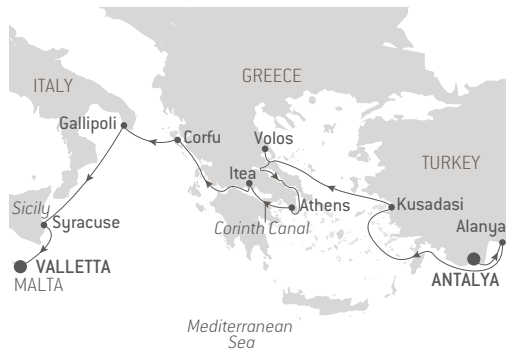 ITALY
GREECE
Gallipoli
Corfu
Volos
TURKEY
Itea
Sicily
Athens
Kusadasi
Syracuse
Corinth Canal
Alanya
VALLETTA
MALTA
ANTALYA
Mediterranean
Sea